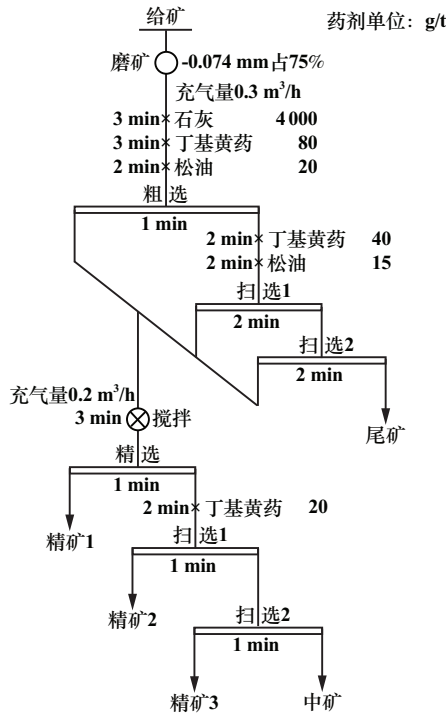 给矿
药剂单位：g/t
磨矿
-0.074 mm占75%
充气量0.3 m³/h
3 min 石灰 4 000
3 min 丁基黄药 80
2 min 松油 20
粗选
1 min
2 min 丁基黄药 40
2 min 松油 15
扫选1
2 min
扫选2
2 min
尾矿
充气量0.2 m³/h
3 min 搅拌
精选
1 min
精矿1
2 min 丁基黄药 20
扫选1
1 min
精矿2
扫选2
1 min
精矿3
中矿